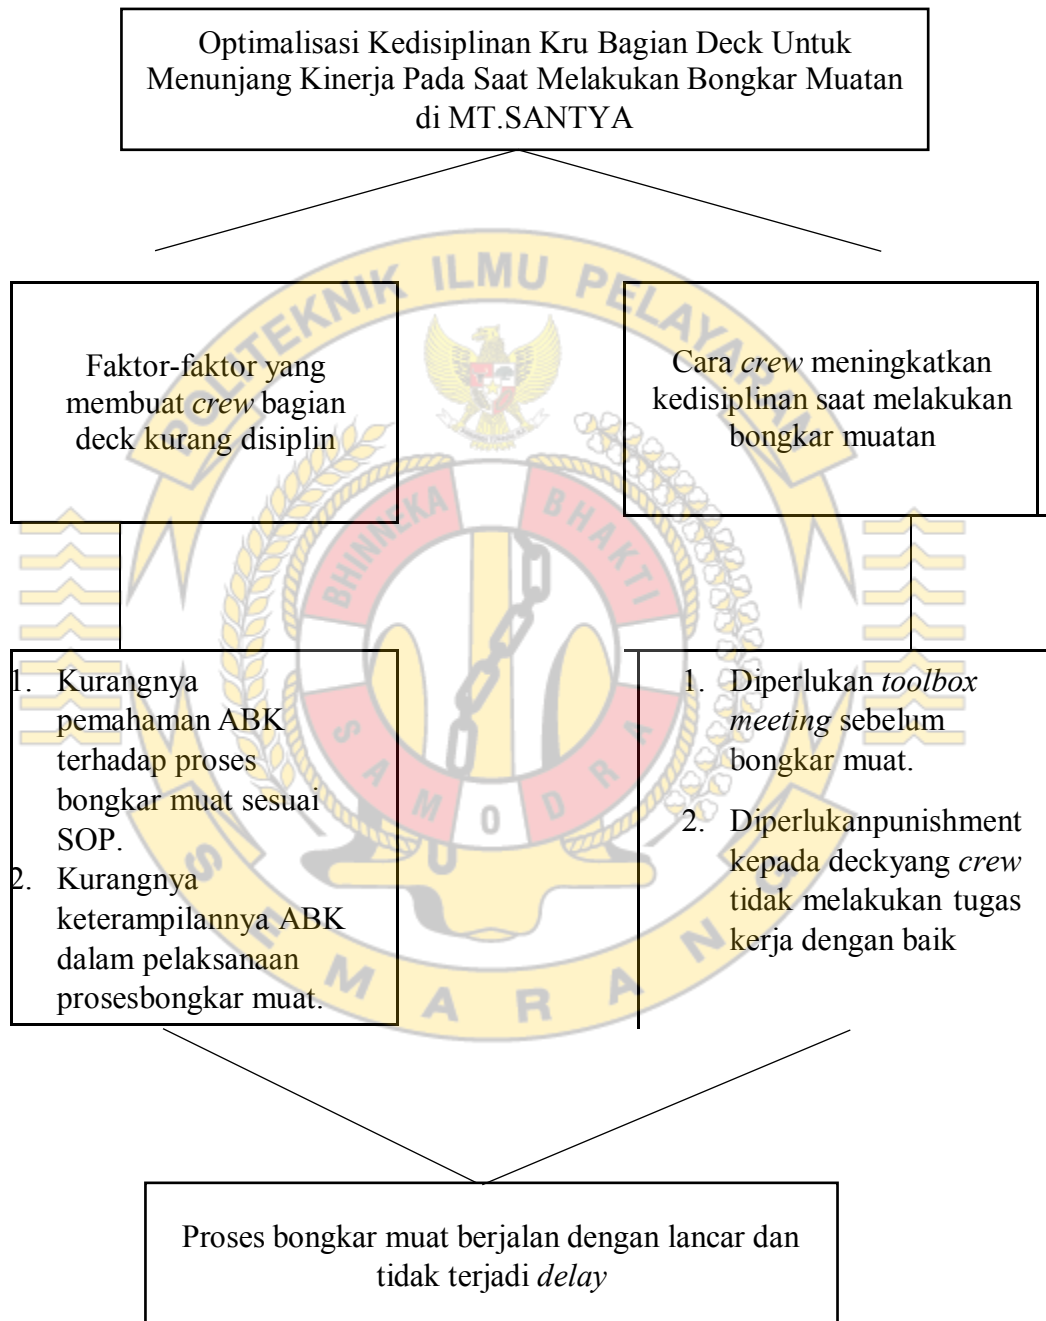 Optimalisasi Kedisiplinan Kru Bagian Deck Untuk
Menunjang Kinerja Pada Saat Melakukan Bongkar Muatan
di MT.SANTYA
POLITEKNIK ILMU PELAYARAN
Faktor-faktor yang
membuat crew bagian
deck kurang disiplin
Cara crew meningkatkan
kedisiplinan saat melakukan
bongkar muatan
BHINNEKA BHAKTI
SAMODRA
1. Kurangnya
pemahaman ABK
terhadap proses
bongkar muat sesuai
SOP.
2. Kurangnya
keterampilannya ABK
dalam pelaksanaan
prosesbongkar muat.
1. Diperlukan toolbox
meeting sebelum
bongkar muat.
2. Diperlukanpunishment
kepada deckyang crew
tidak melakukan tugas
kerja dengan baik
SEMARANG
Proses bongkar muat berjalan dengan lancar dan
tidak terjadi delay